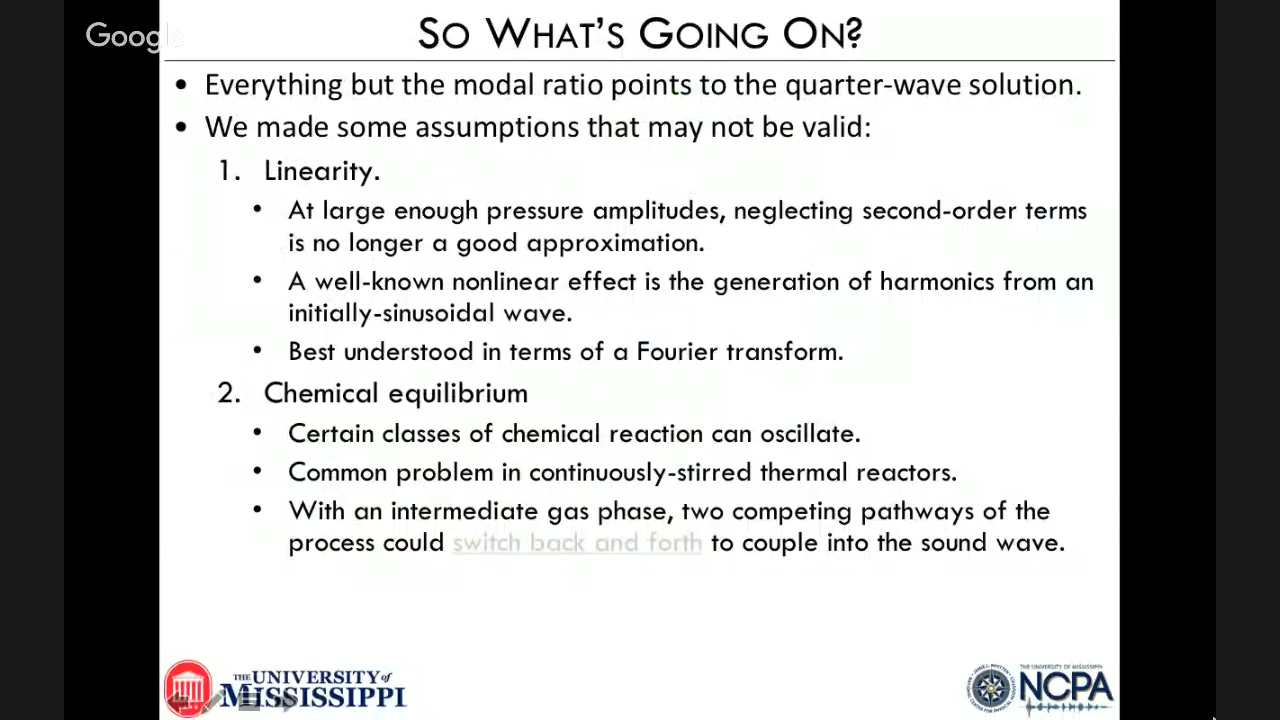 Google
SO WHAT'S GOING ON?
• Everything but the modal ratio points to the quarter-wave solution.
• We made some assumptions that may not be valid:
1. Linearity.
• At large enough pressure amplitudes, neglecting second-order terms
is no longer a good approximation.
• A well-known nonlinear effect is the generation of harmonics from an
initially-sinusoidal wave.
• Best understood in terms of a Fourier transform.
2. Chemical equilibrium
• Certain classes of chemical reaction can oscillate.
• Common problem in continuously-stirred thermal reactors.
• With an intermediate gas phase, two competing pathways of the
process could switch back and forth to couple into the sound wave.
THE UNIVERSITY of
MISSISSIPPI
THE UNIVERSITY OF MISSISSIPPI
NCPA